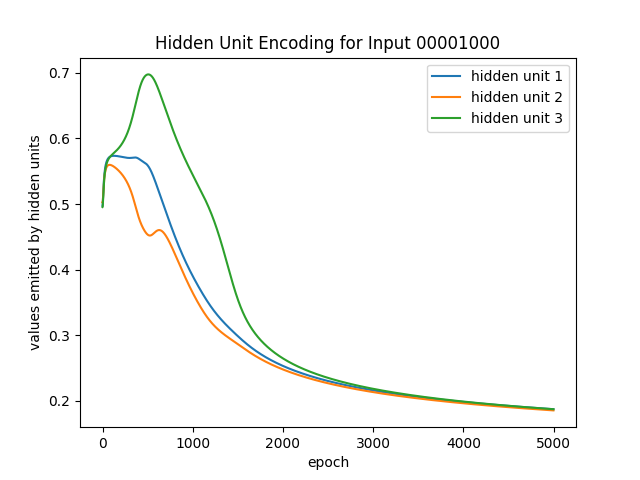 Hidden Unit Encoding for Input 00001000
hidden unit 1
hidden unit 2
hidden unit 3
values emitted by hidden units
0.7
0.6
0.5
0.4
0.3
0.2
0
1000
2000
3000
4000
5000
epoch